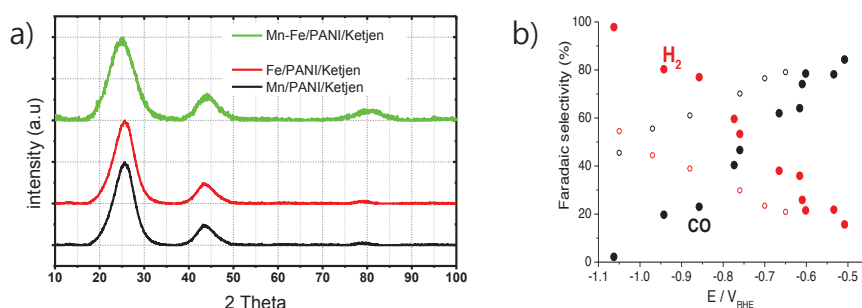 a)
Mn-Fe/PANI/Ketjen
Fe/PANI/Ketjen
Mn/PANI/Ketjen
intensity (a.u)
10 20 30 40 50 60 70 80 90 100
2 Theta
b)
H2
CO
Faradaic selectivity (%)
100
80
60
40
20
0
-1.1 -1.0 -0.9 -0.8 -0.7 -0.6 -0.5
E / VRHE